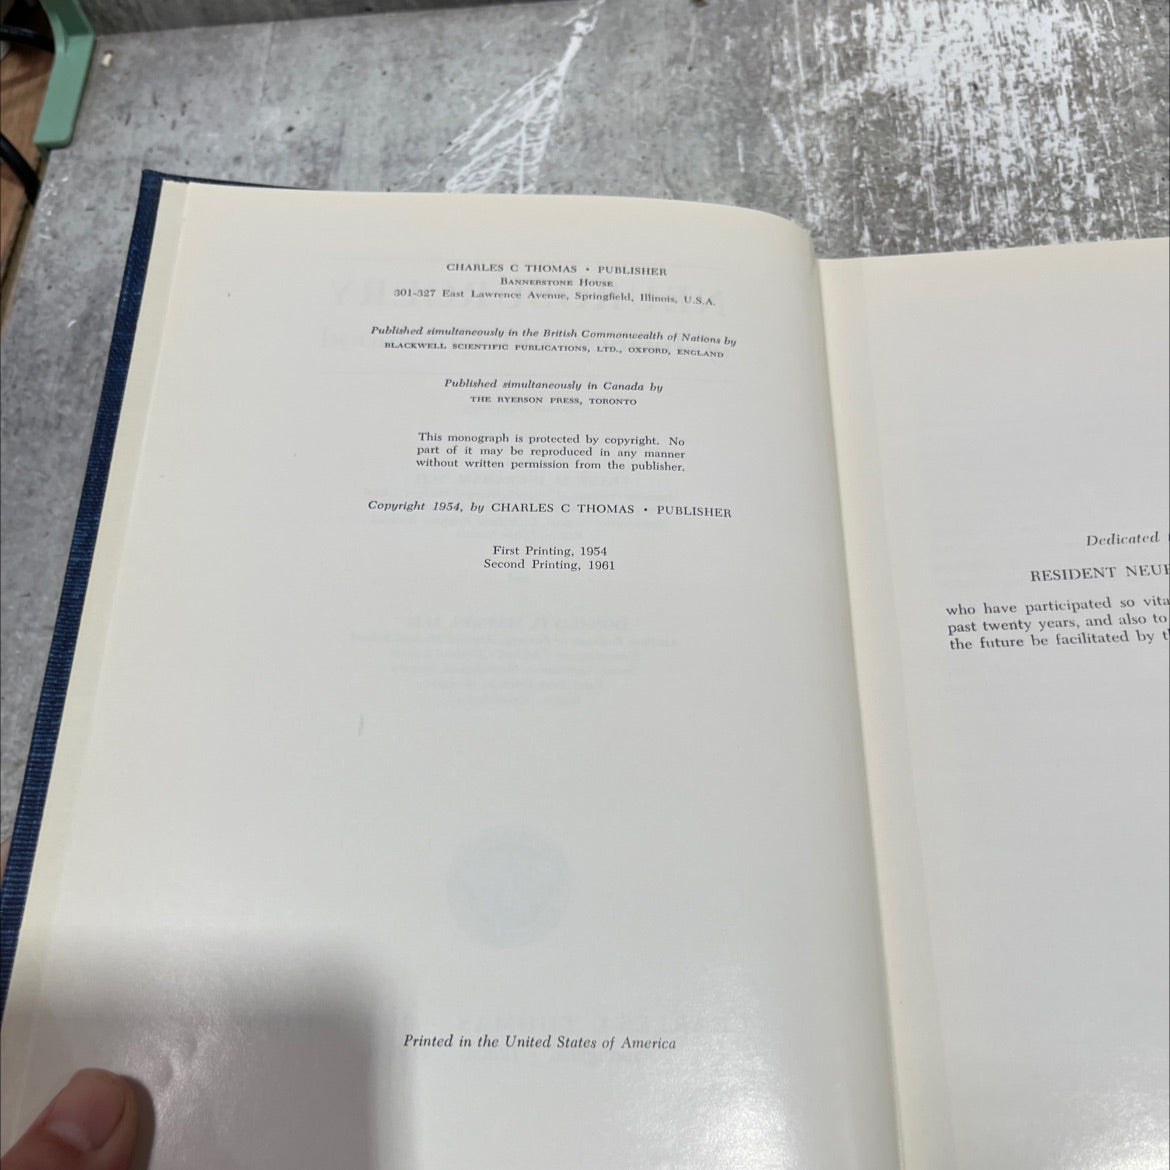 CHARLES C THOMAS • PUBLISHER
BANNERSTONE HOUSE
301-327 East Lawrence Avenue, Springfield, Illinois, U.S.A.
Published simultaneously in the British Commonwealth of Nations by
BLACKWELL SCIENTIFIC PUBLICATIONS, LTD., OXFORD, ENGLAND
Published simultaneously in Canada by
THE RYERSON PRESS, TORONTO
This monograph is protected by copyright. No
part of it may be reproduced in any manner
without written permission from the publisher.
Copyright 1954, by CHARLES C THOMAS • PUBLISHER
First Printing, 1954
Second Printing, 1961
Printed in the United States of America
Dedicated
RESIDENT
who have participated so
past twenty years, and also to
the future be facilitated by